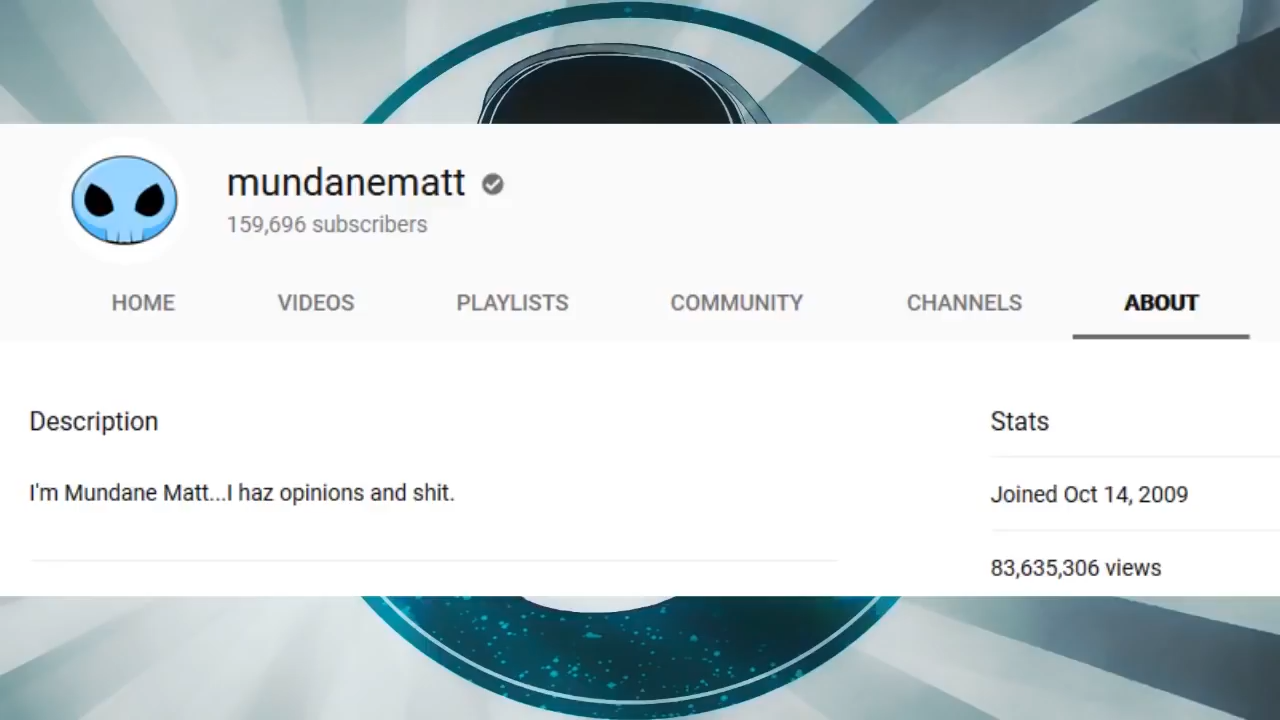 mundanematt
159,696 subscribers
HOME VIDEOS PLAYLISTS COMMUNITY CHANNELS ABOUT
Description
I'm Mundane Matt...I haz opinions and shit.
Stats
Joined Oct 14, 2009
83,635,306 views